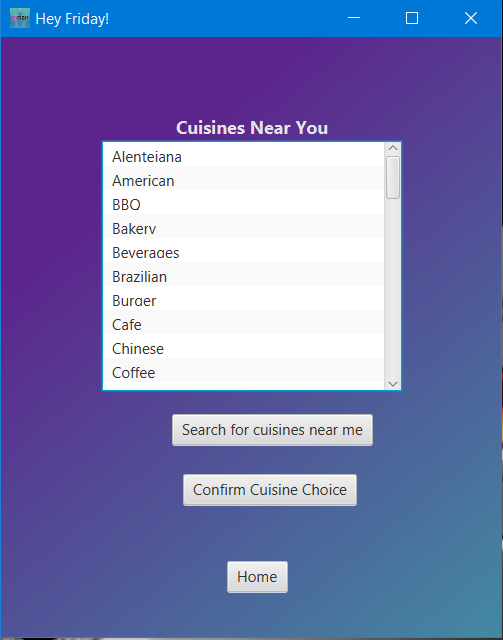 Hey Friday!
Cuisines Near You
Alentejana
American
BBQ
Bakery
Beverages
Brazilian
Burger
Cafe
Chinese
Coffee
Search for cuisines near me
Confirm Cuisine Choice
Home